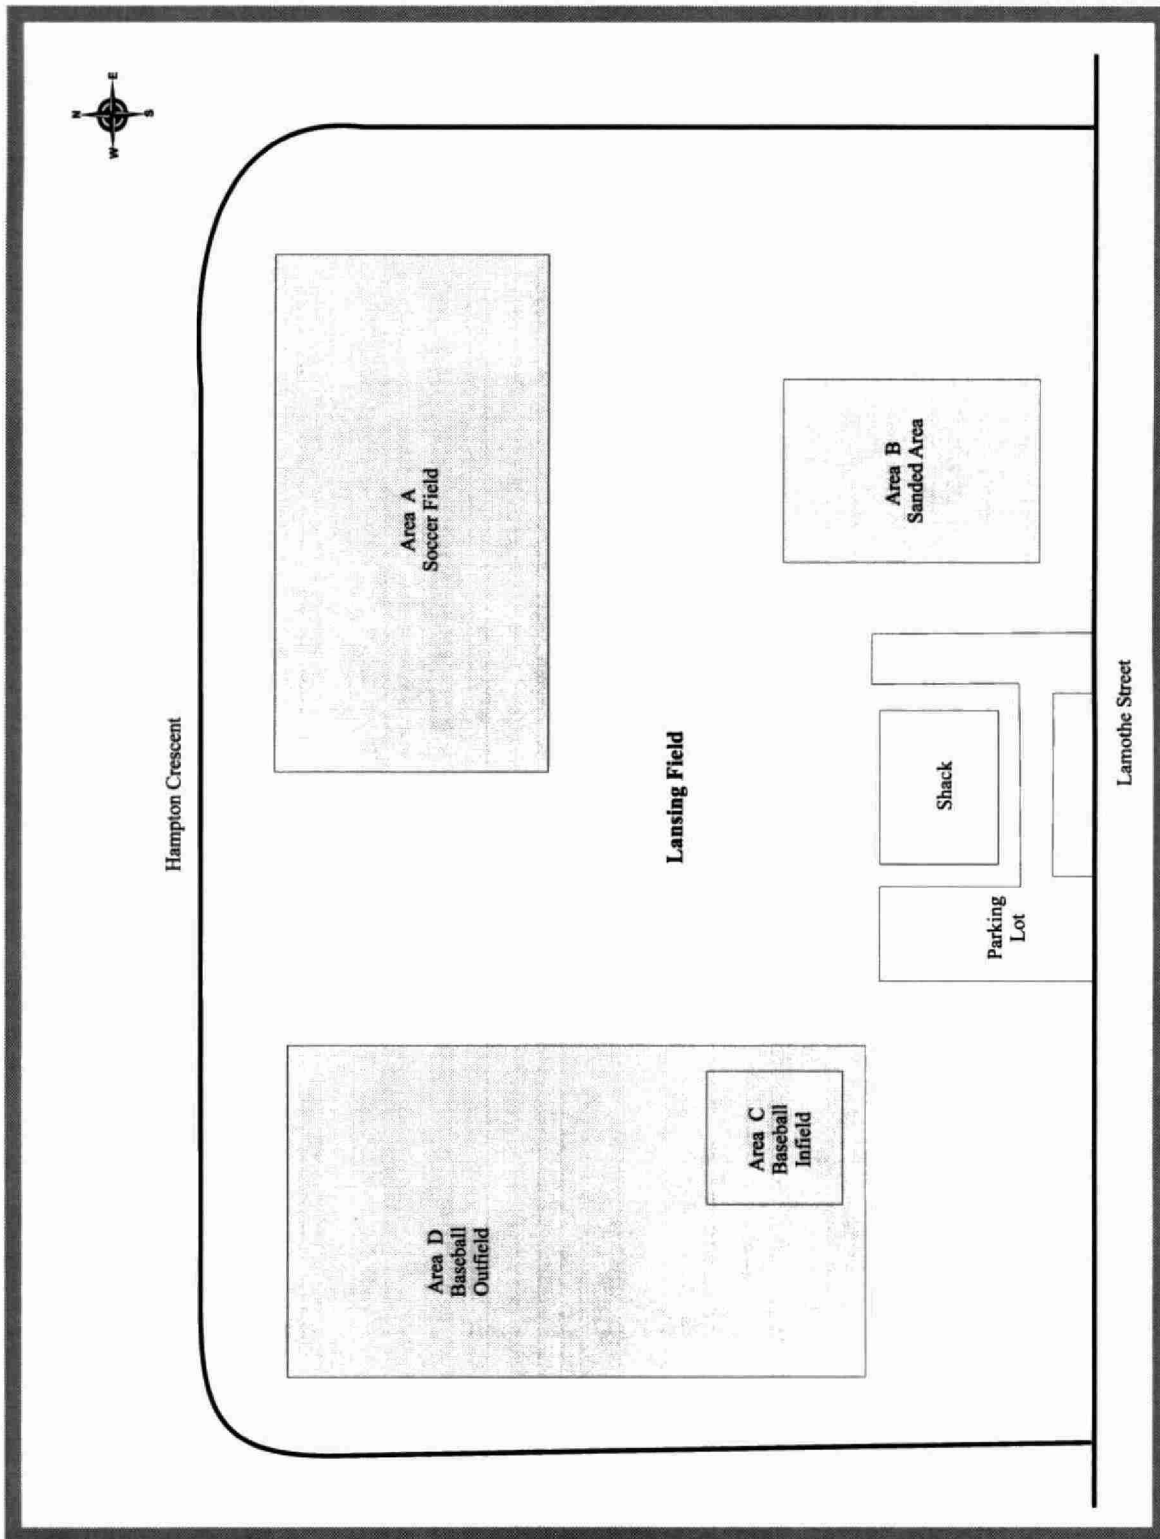 N
W
E
S
Hampton Crescent
Area A
Soccer Field
Area D
Baseball
Outfield
Lansing Field
Area B
Sanded Area
Area C
Baseball
Infield
Shack
Parking
Lot
Lamothe Street